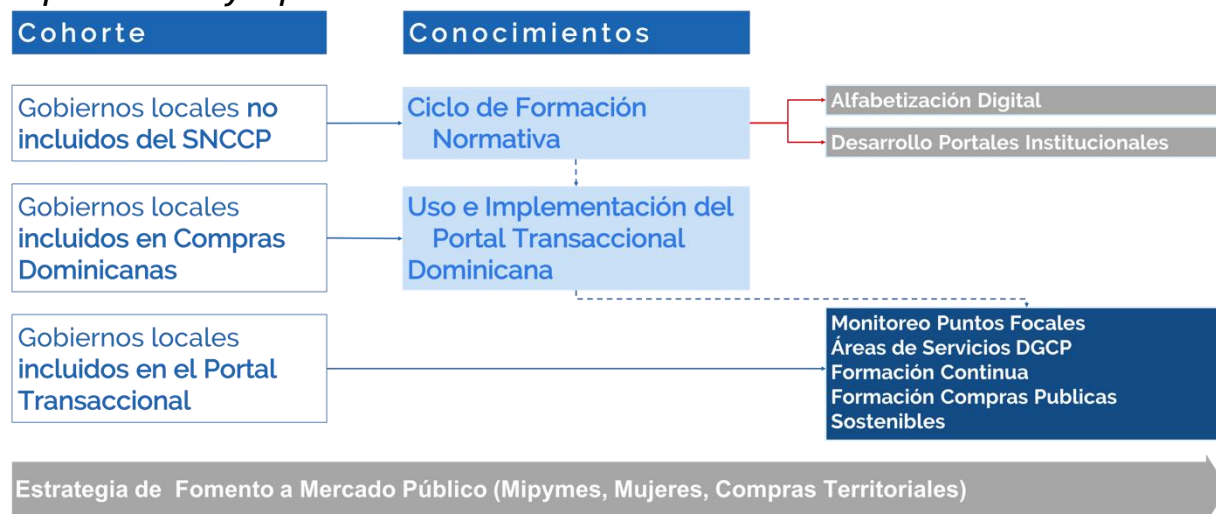 Cohorte
Conocimientos
Gobiernos locales no
incluidos del SNCCP
Ciclo de Formación
Normativa
Alfabetización Digital
Desarrollo Portales Institucionales
Gobiernos locales
incluidos en Compras
Dominicanas
Uso e Implementación del
Portal Transaccional
Dominicana
Gobiernos locales
incluidos en el Portal
Transaccional
Monitoreo Puntos Focales
Áreas de Servicios DGCP
Formación Continua
Formación Compras Publicas
Sostenibles
Estrategia de Fomento a Mercado Público (Mipymes, Mujeres, Compras Territoriales)